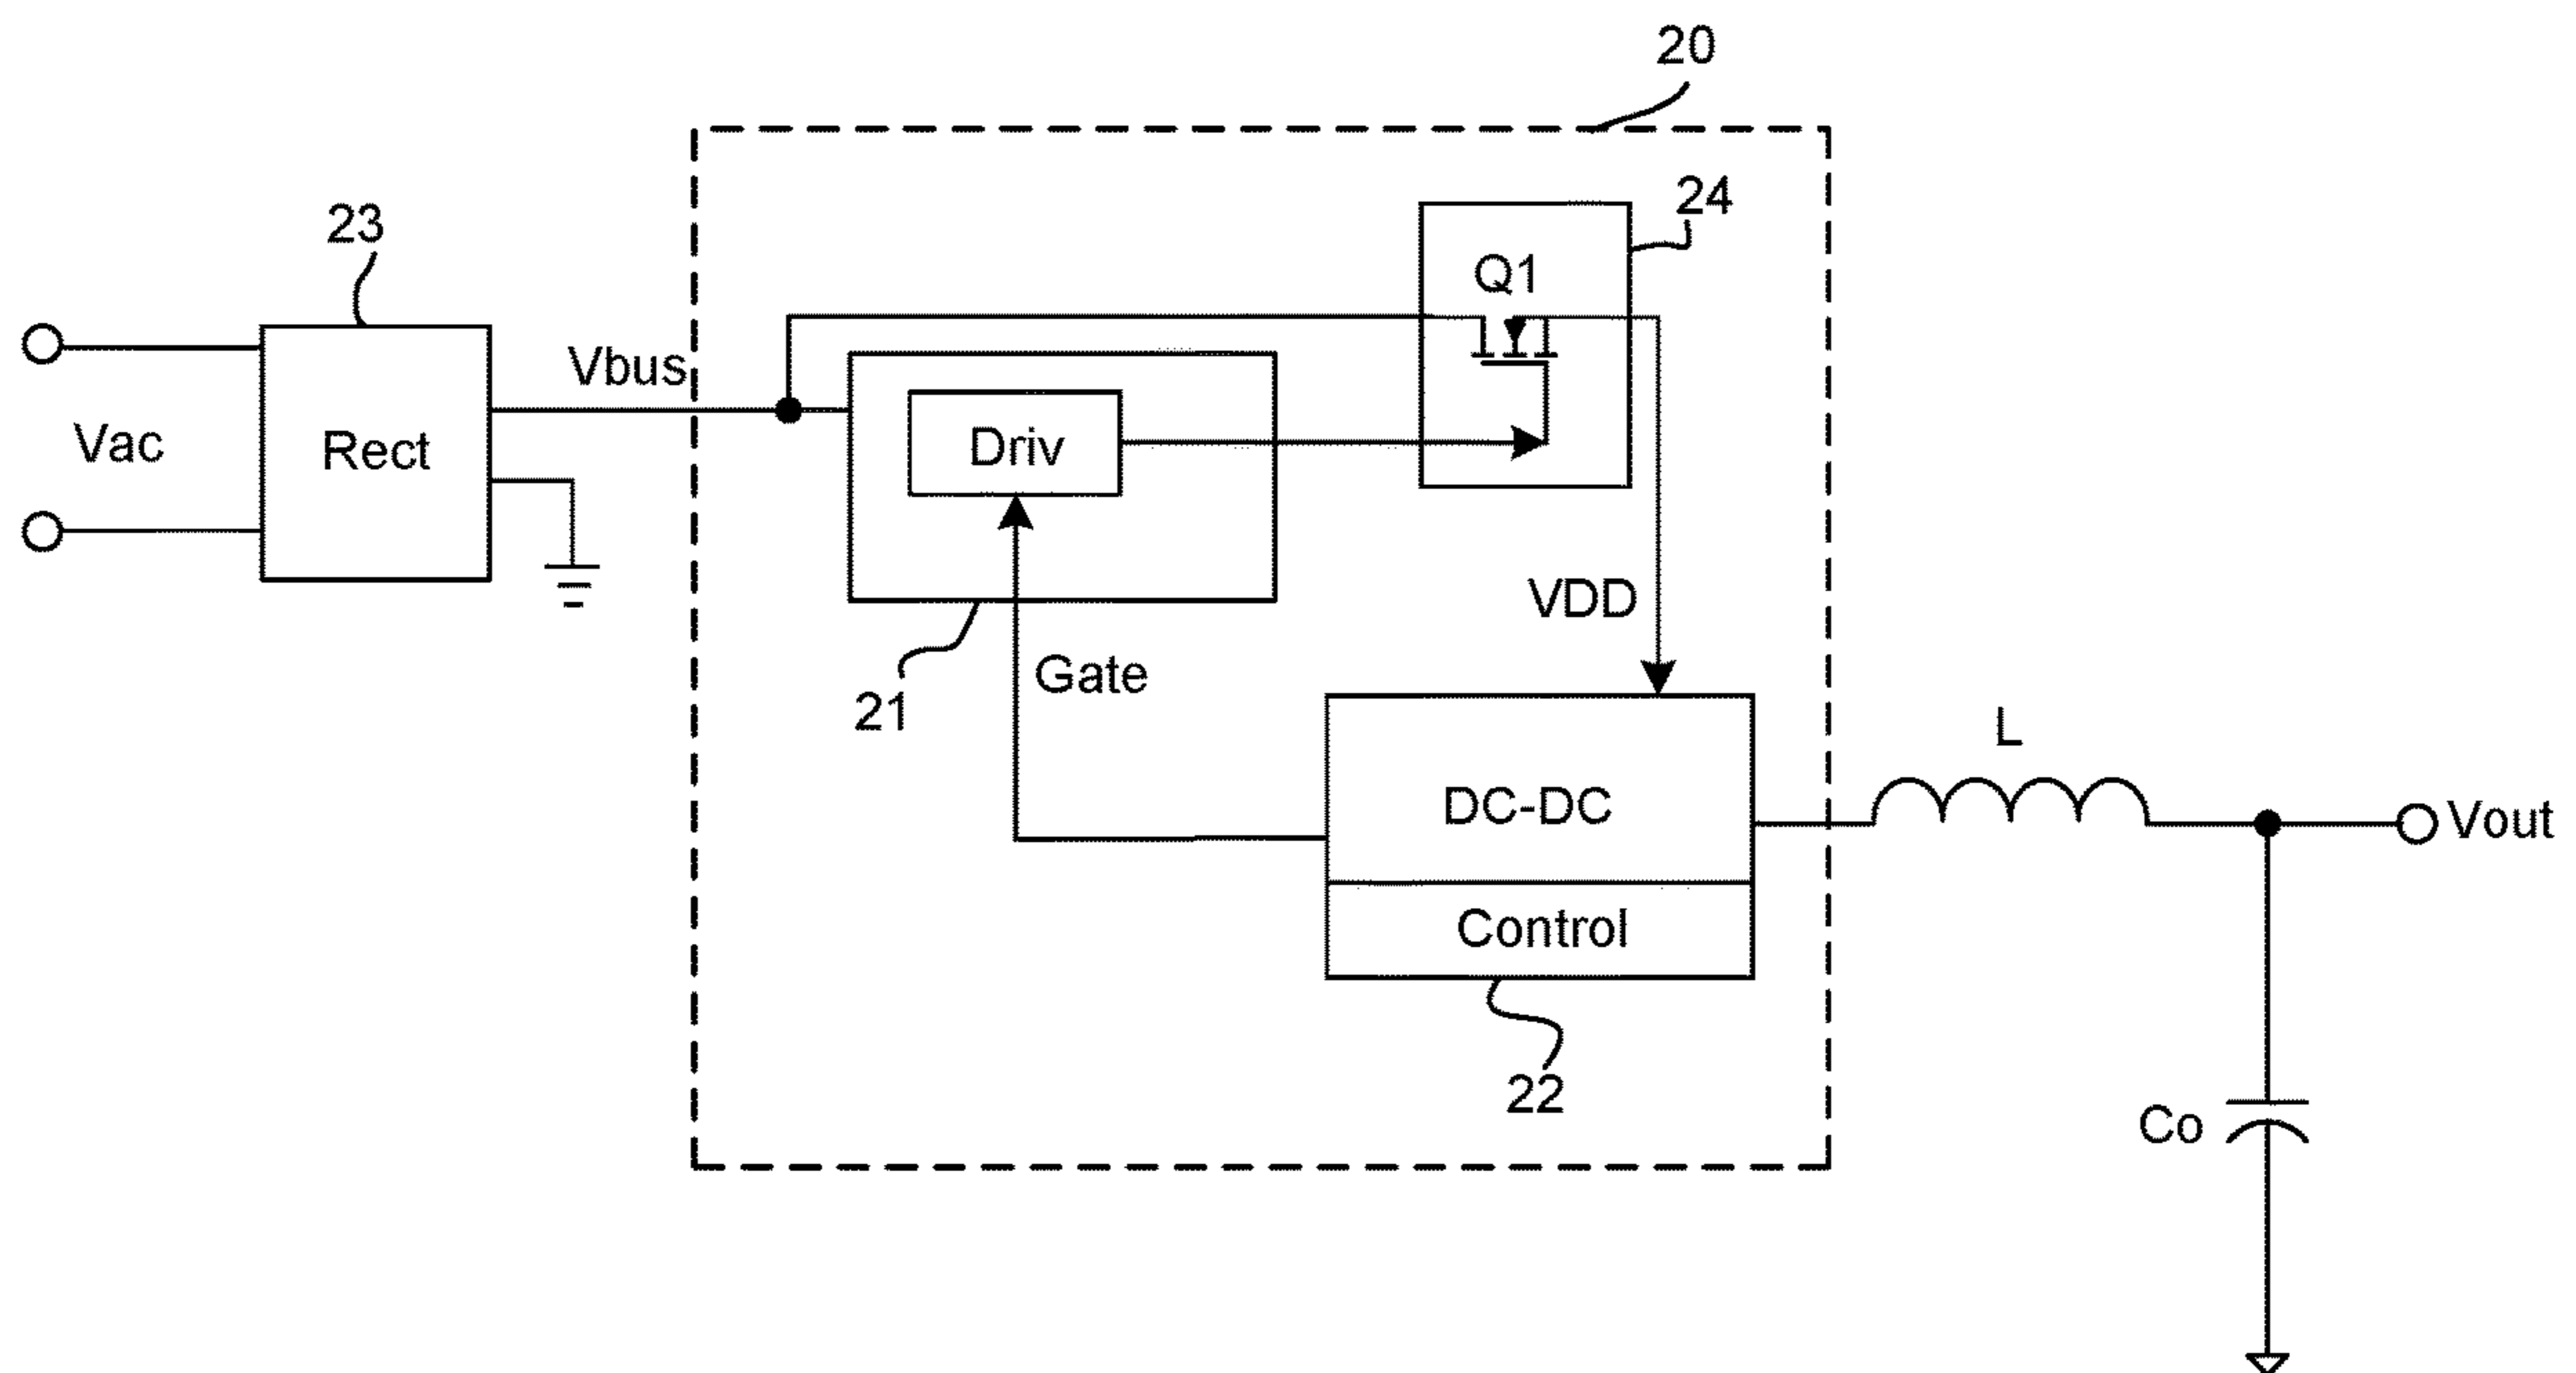 20
24
23
Q1
Vbus
Vac
Rect
Driv
VDD
Gate
21
L
DC-DC
Vout
Control
22
Co